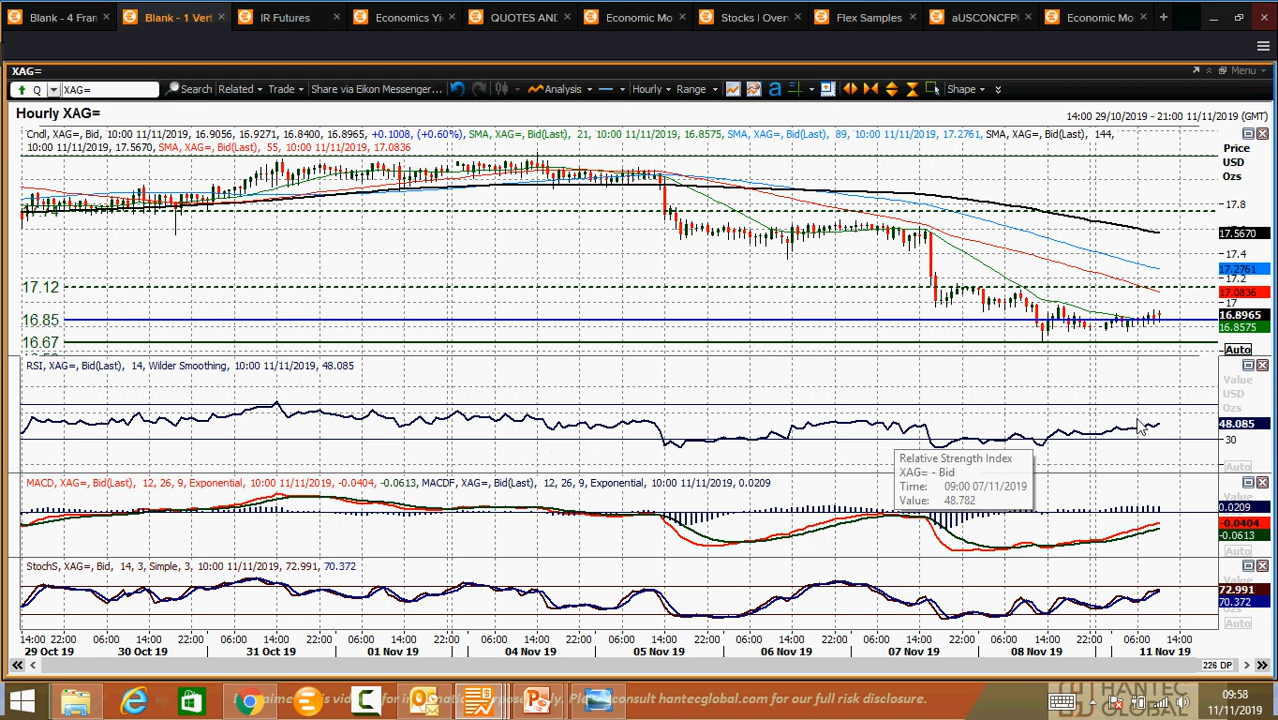 Blank - 4 Fran
Blank - 1 Vert
IR Futures
Economics Yi
QUOTES AND
Economic Mo
Stocks | Over
Flex Samples
aUSCONCFP
Economic Mo
XAG=
Menu
Q
XAG=
Search
Related
Trade
Share via Eikon Messenger...
Analysis
Hourly
Range
Shape
Hourly XAG=
14:00 29/10/2019 - 21:00 11/11/2019 (GMT)
Cndl, XAG=, Bid, 10:00 11/11/2019, 16.9056, 16.9271, 16.8400, 16.8965, +0.1008, (+0.60%), SMA, XAG=, Bid(Last), 21, 10:00 11/11/2019, 16.8575, SMA, XAG=, Bid(Last), 89, 10:00 11/11/2019, 17.2761, SMA, XAG=, Bid(Last), 144,
10:00 11/11/2019, 17.5670, SMA, XAG=, Bid(Last), 55, 10:00 11/11/2019, 17.0836
Price
USD
Ozs
17.8
17.5670
17.4
17.2761
17.2
17.12
17.0836
17
16.8965
16.85
16.8575
16.67
Auto
RSI, XAG=, Bid(Last), 14, Wilder Smoothing, 10:00 11/11/2019, 48.085
Value
USD
Ozs
48.085
30
Auto
Relative Strength Index
XAG= - Bid
Time: 09:00 07/11/2019
Value: 48.782
MACD, XAG=, Bid(Last), 12, 26, 9, Exponential, 10:00 11/11/2019, -0.0404, -0.0613, MACDF, XAG=, Bid(Last), 12, 26, 9, Exponential, 10:00 11/11/2019, 0.0209
Value
0.0209
-0.0404
-0.0613
Auto
StochS, XAG=, Bid, 14, 3, Simple, 3, 10:00 11/11/2019, 72.991, 70.372
Value
72.991
70.372
Auto
14:00 22:00 06:00 14:00 22:00 06:00 14:00 22:00 06:00 14:00 22:00 06:00 14:00 22:00 06:00 14:00 22:00 06:00 14:00 22:00 06:00 14:00 22:00 06:00 14:00 22:00 06:00 14:00
29 Oct 19 30 Oct 19 31 Oct 19 01 Nov 19 04 Nov 19 05 Nov 19 06 Nov 19 07 Nov 19 08 Nov 19 11 Nov 19
226 DP
consult hantecglobal.com for our full risk disclosure.
HANTEC
GLOBAL
09:58
11/11/2019